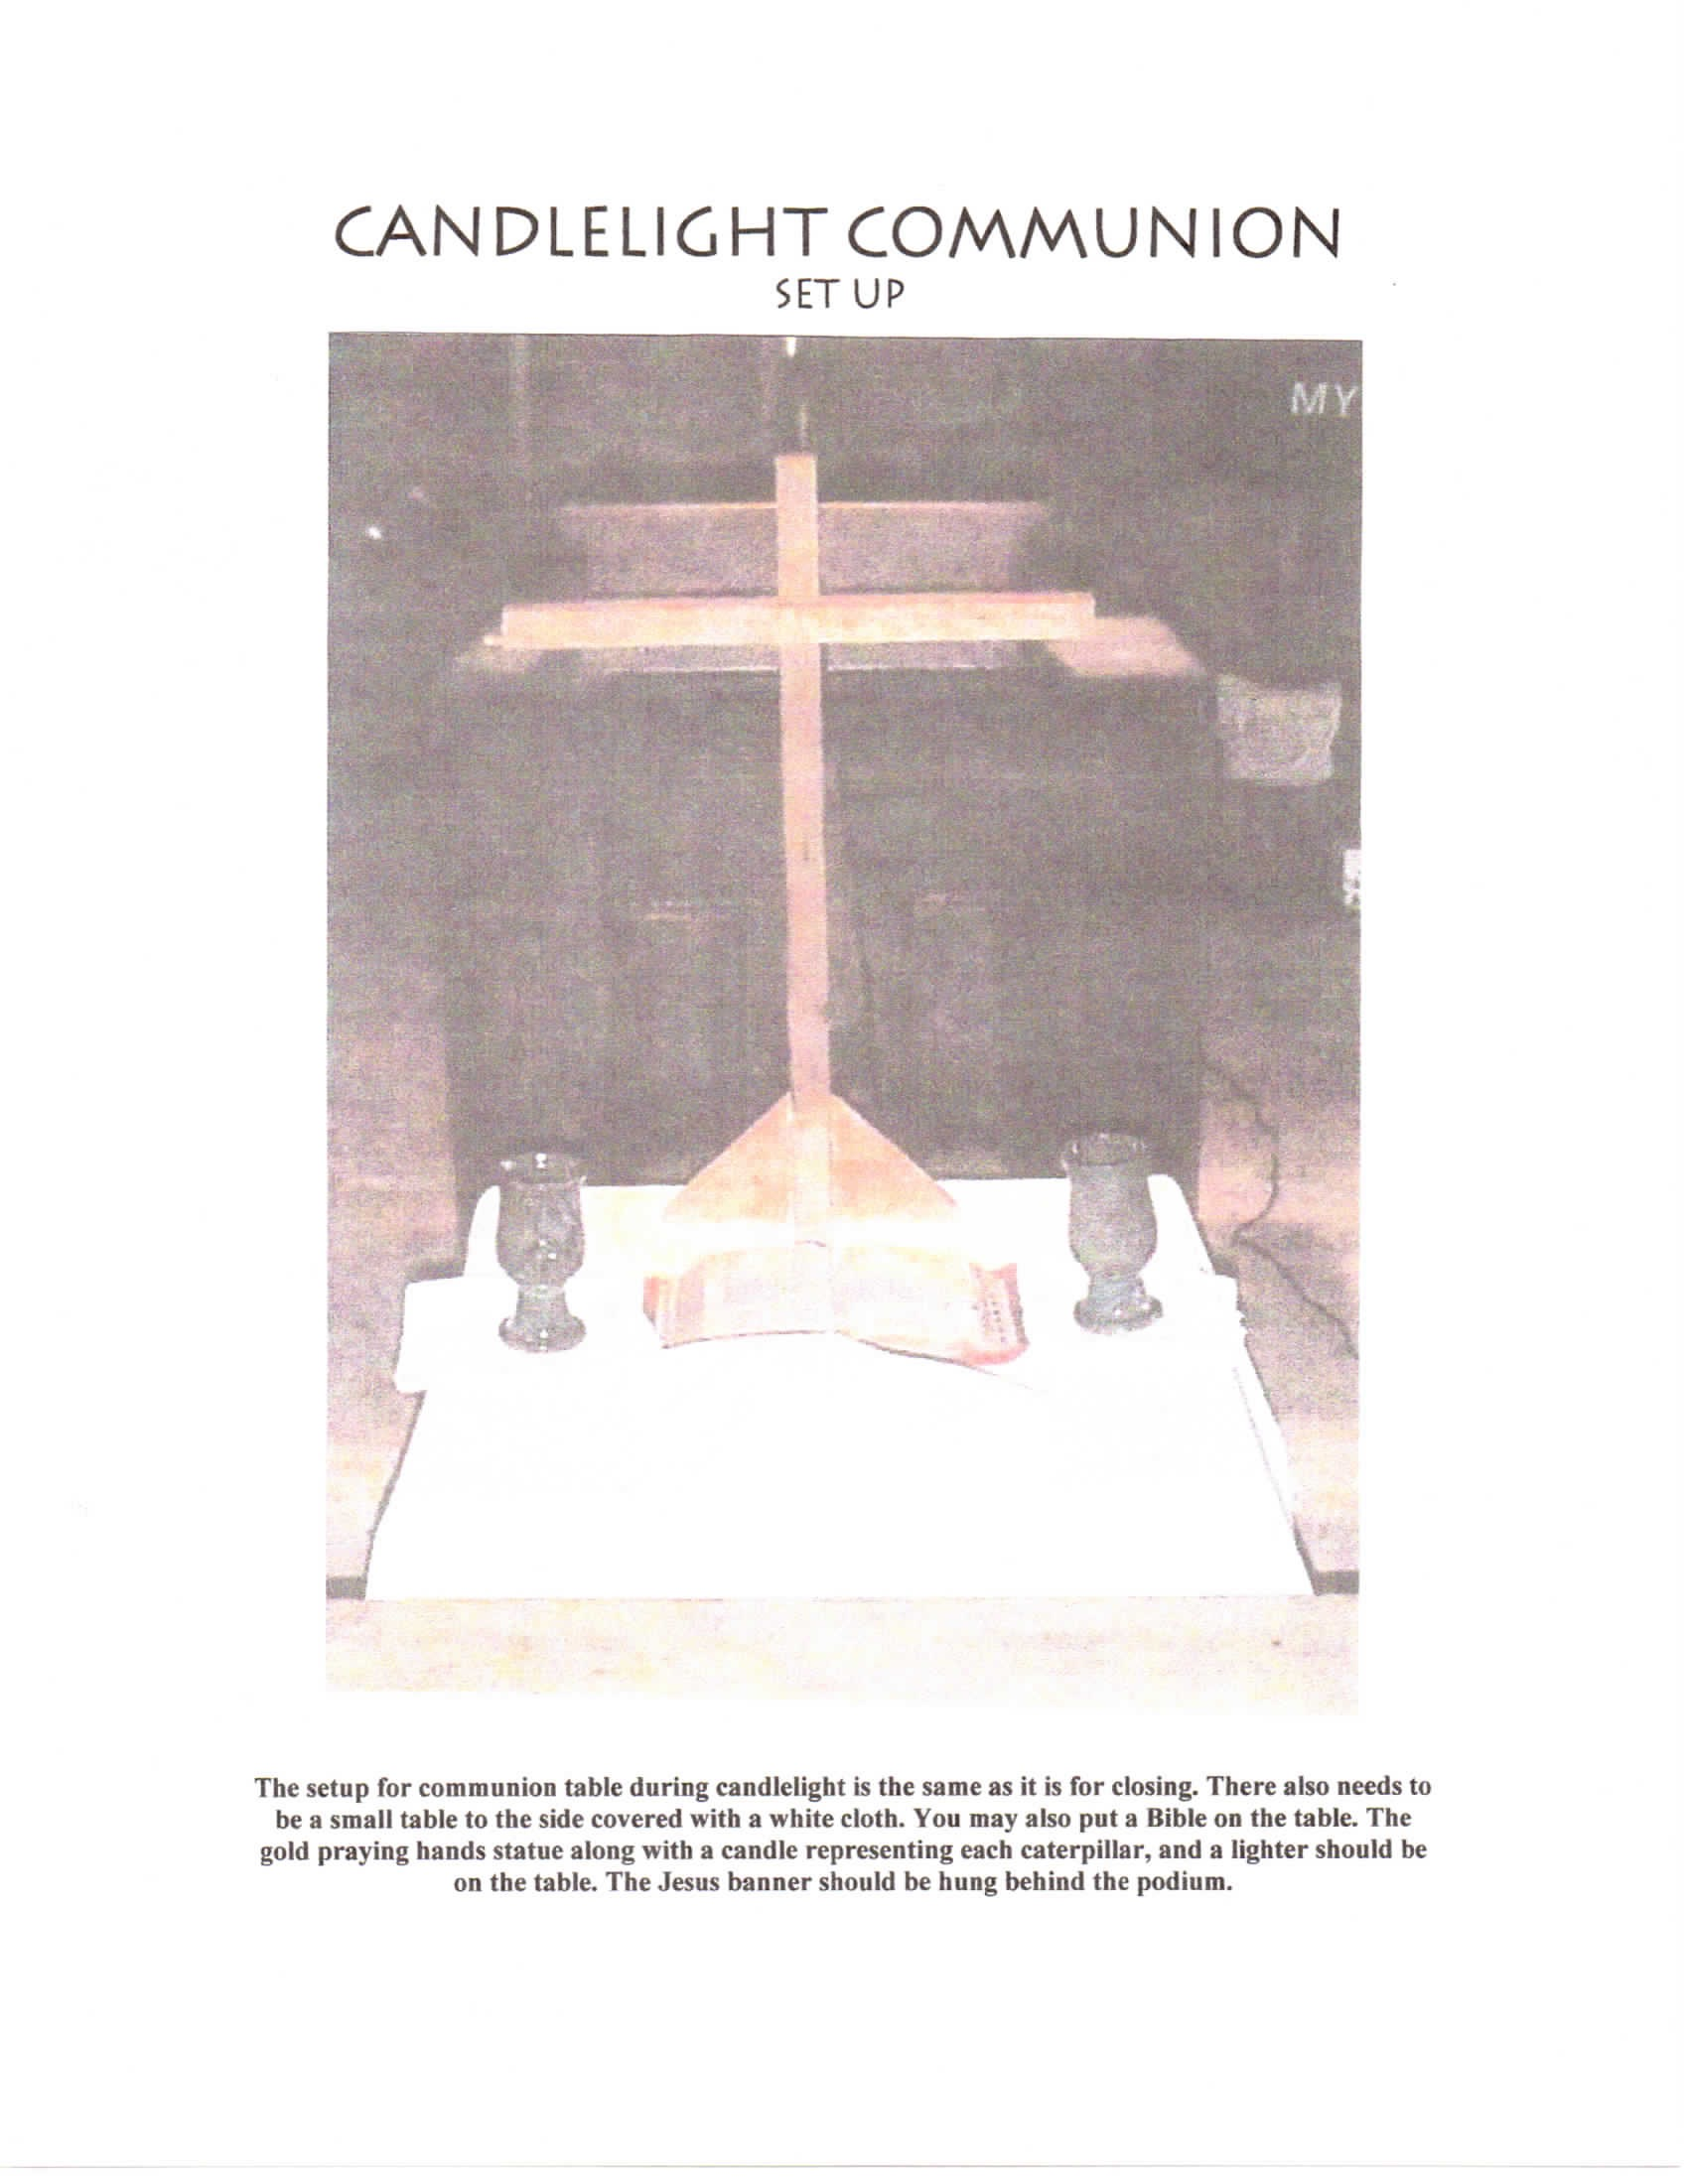 CANDLELIGHT COMMUNION
SET UP
MY
The setup for communion table during candlelight is the same as it is for closing. There also needs to
be a small table to the side covered with a white cloth. You may also put a Bible on the table. The
gold praying hands statue along with a candle representing each caterpillar, and a lighter should be
on the table. The Jesus banner should be hung behind the podium.